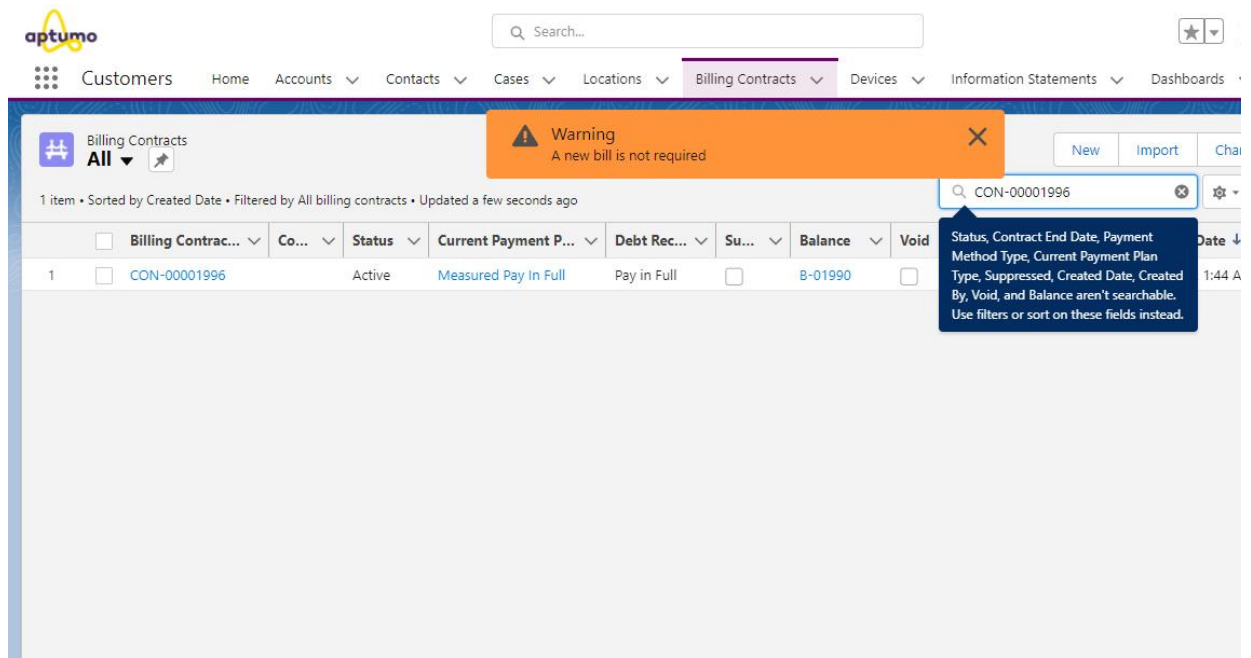 aptumo
Search...
Customers Home Accounts Contacts Cases Locations Billing Contracts Devices Information Statements Dashboards
Billing Contracts
All
Warning
A new bill is not required
New Import Char
1 item • Sorted by Created Date • Filtered by All billing contracts • Updated a few seconds ago
CON-00001996
Billing Contrac... Co... Status Current Payment P... Debt Rec... Su... Balance Void Date
1 CON-00001996 Active Measured Pay In Full Pay in Full B-01990 1:44 A
Status, Contract End Date, Payment
Method Type, Current Payment Plan
Type, Suppressed, Created Date, Created
By, Void, and Balance aren't searchable.
Use filters or sort on these fields instead.